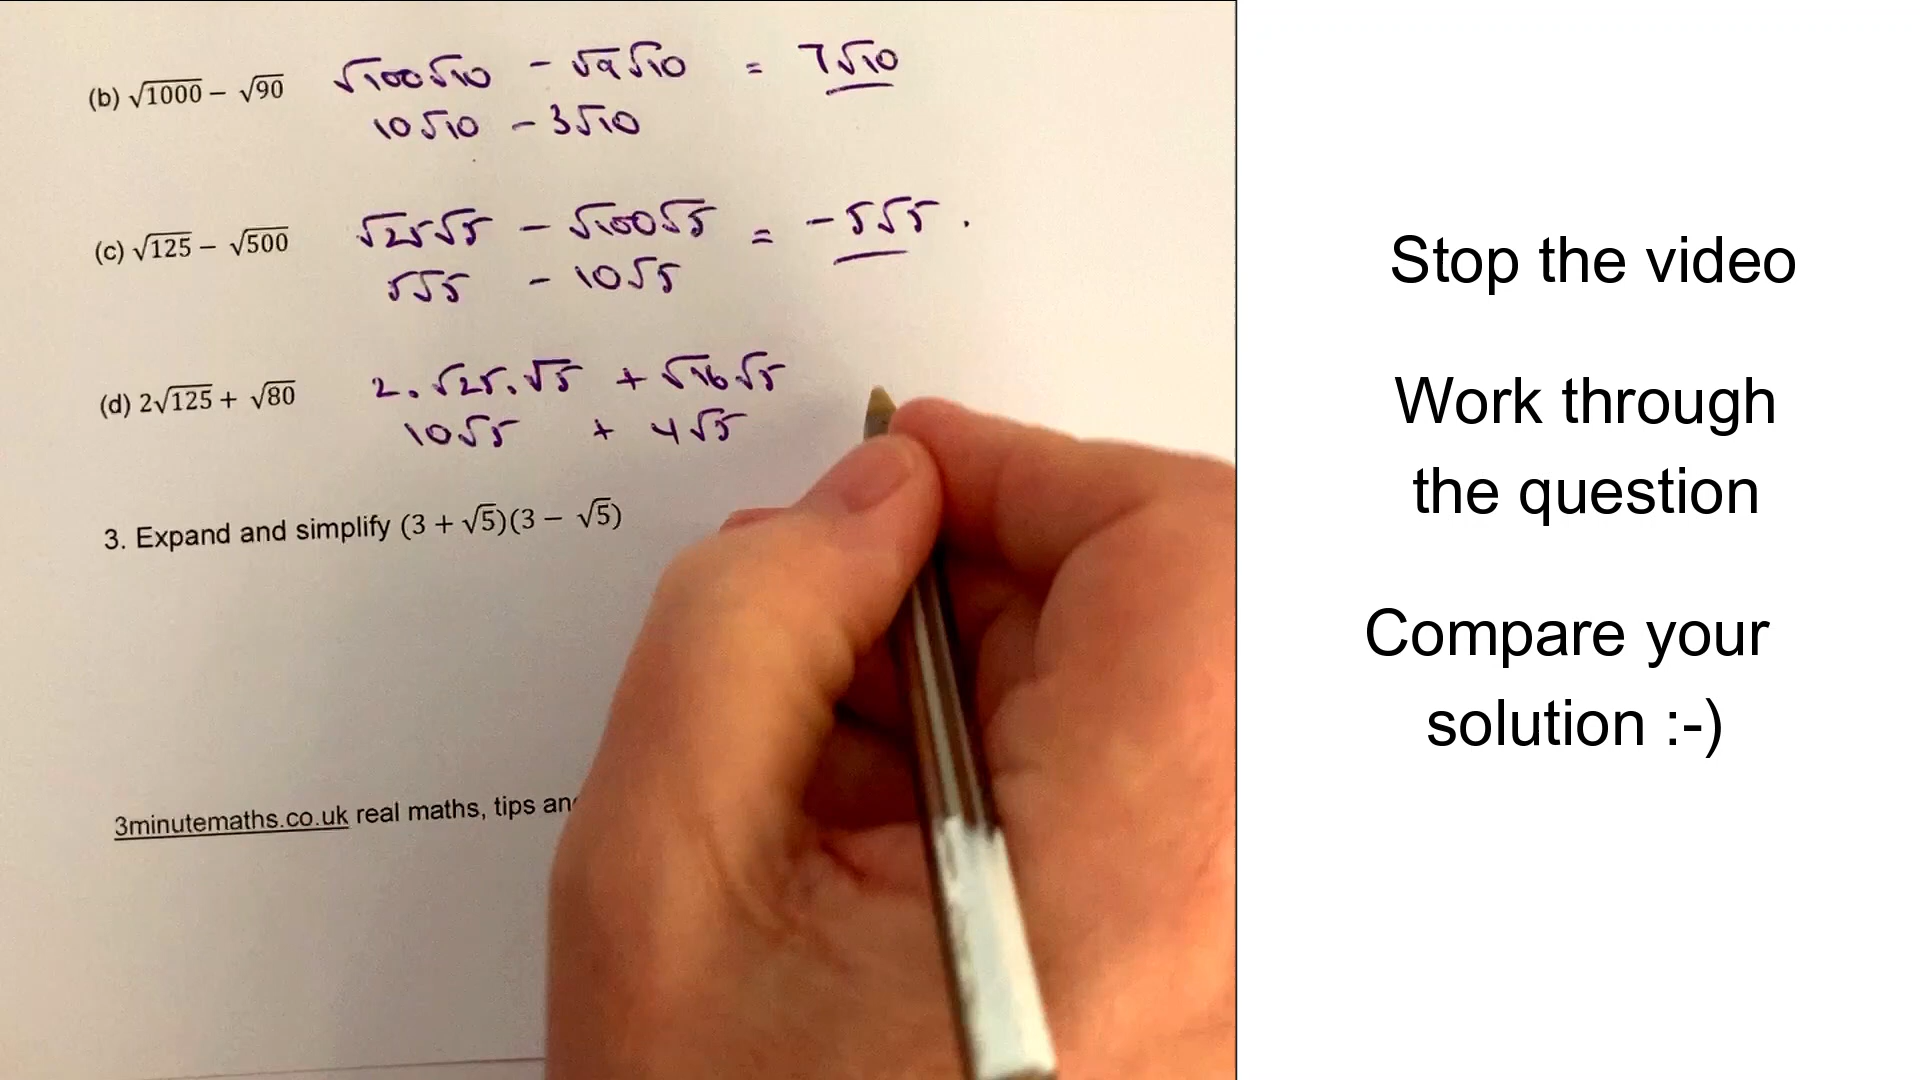 (b) √1000 − √90 √100√10 − √9√10 = 7√10
10√10 − 3√10
(c) √125 − √500 √25√5 − √100√5 = −5√5 .
5√5 − 10√5
(d) 2√125 + √80 2.√25.√5 + √16√5
10√5 + 4√5
3. Expand and simplify (3 + √5)(3 − √5)
3minutemaths.co.uk real maths, tips
Stop the video
Work through
the question
Compare your
solution :-)